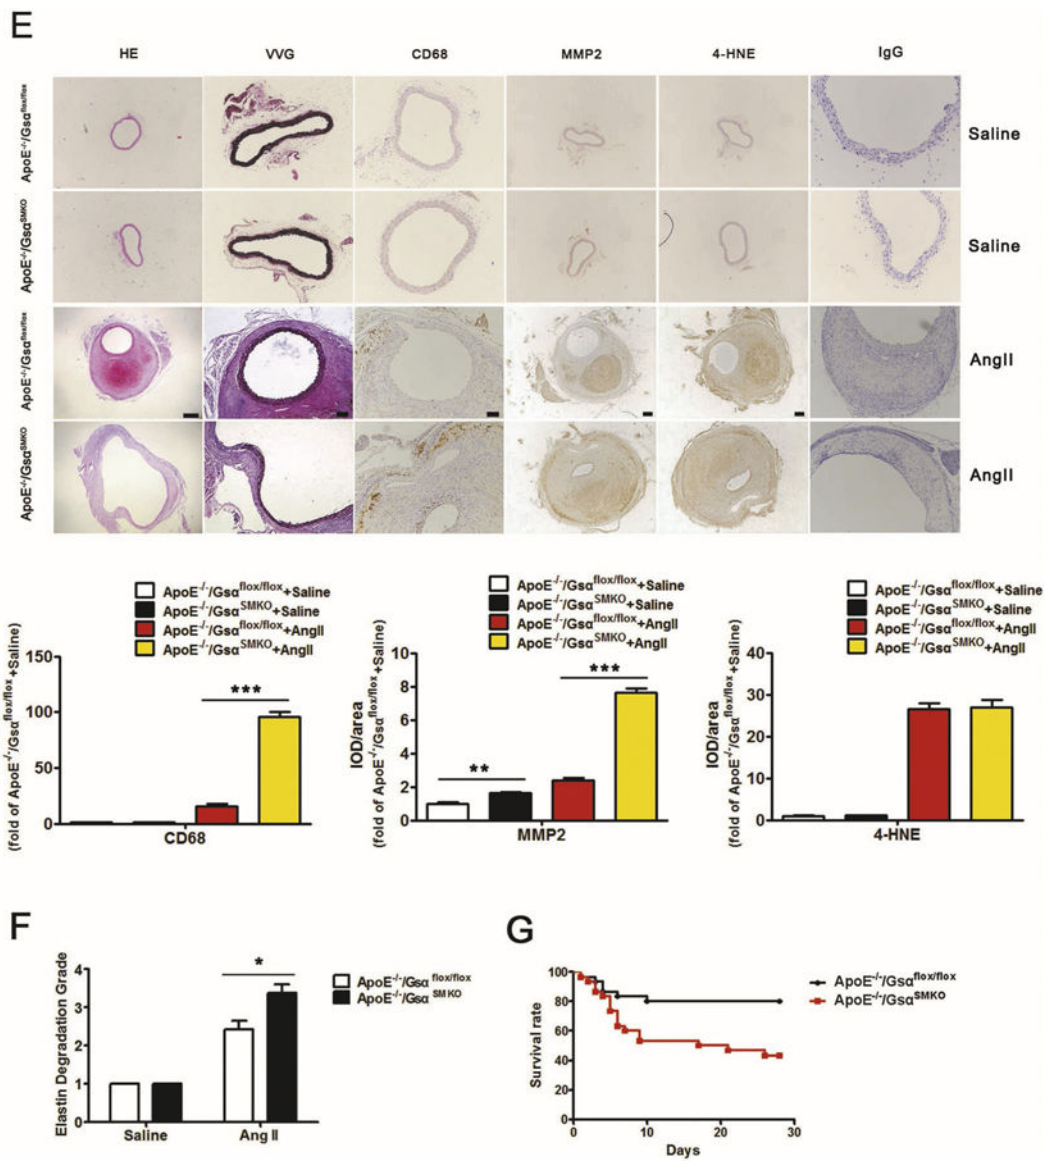 E
HE VVG CD68 MMP2 4-HNE IgG
ApoE-/-/Gsαflox/flox
Saline
ApoE-/-/GsαSMKO
Saline
ApoE-/-/Gsαflox/flox
AngII
ApoE-/-/GsαSMKO
AngII
ApoE-/-/Gsαflox/flox+Saline
ApoE-/-/GsαSMKO+Saline
ApoE-/-/Gsαflox/flox+AngII
ApoE-/-/GsαSMKO+AngII
(fold of ApoE-/-/Gsαflox/flox+Saline)
150
100
50
0
***
CD68
ApoE-/-/Gsαflox/flox+Saline
ApoE-/-/GsαSMKO+Saline
ApoE-/-/Gsαflox/flox+AngII
ApoE-/-/GsαSMKO+AngII
IOD/area
(fold of ApoE-/-/Gsαflox/flox+Saline)
10
8
6
4
2
0
**
***
MMP2
ApoE-/-/Gsαflox/flox+Saline
ApoE-/-/GsαSMKO+Saline
ApoE-/-/Gsαflox/flox+AngII
ApoE-/-/GsαSMKO+AngII
IOD/area
(fold of ApoE-/-/Gsαflox/flox+Saline)
40
30
20
10
0
4-HNE
F
Elastin Degradation Grade
4
3
2
1
0
*
Saline Ang II
ApoE-/-/Gsα flox/flox
ApoE-/-/Gsα SMKO
G
Survival rate
100
80
60
40
20
0
0 10 20 30
Days
ApoE-/-/Gsαflox/flox
ApoE-/-/GsαSMKO